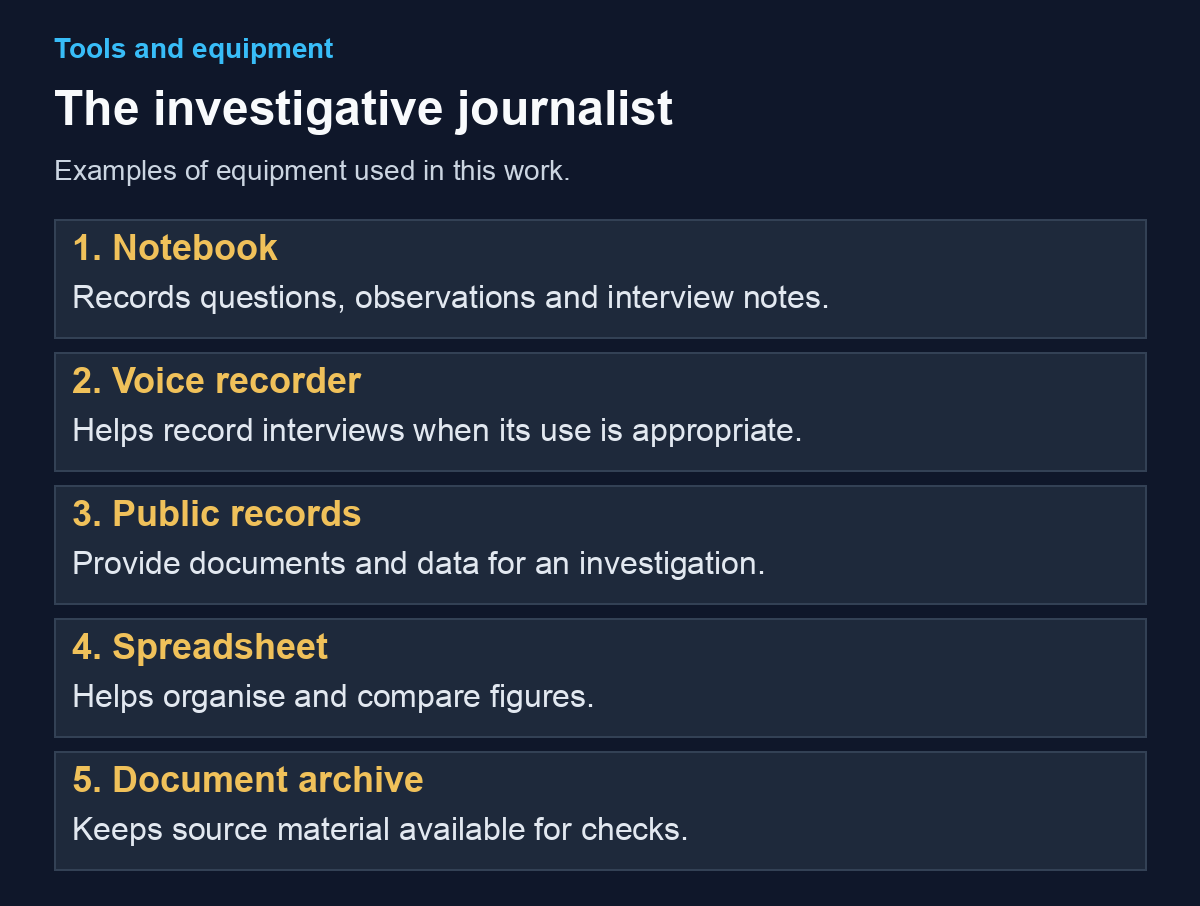 Tools and equipment
The investigative journalist
Examples of equipment used in this work.
1. Notebook
Records questions, observations and interview notes.
2. Voice recorder
Helps record interviews when its use is appropriate.
3. Public records
Provide documents and data for an investigation.
4. Spreadsheet
Helps organise and compare figures.
5. Document archive
Keeps source material available for checks.